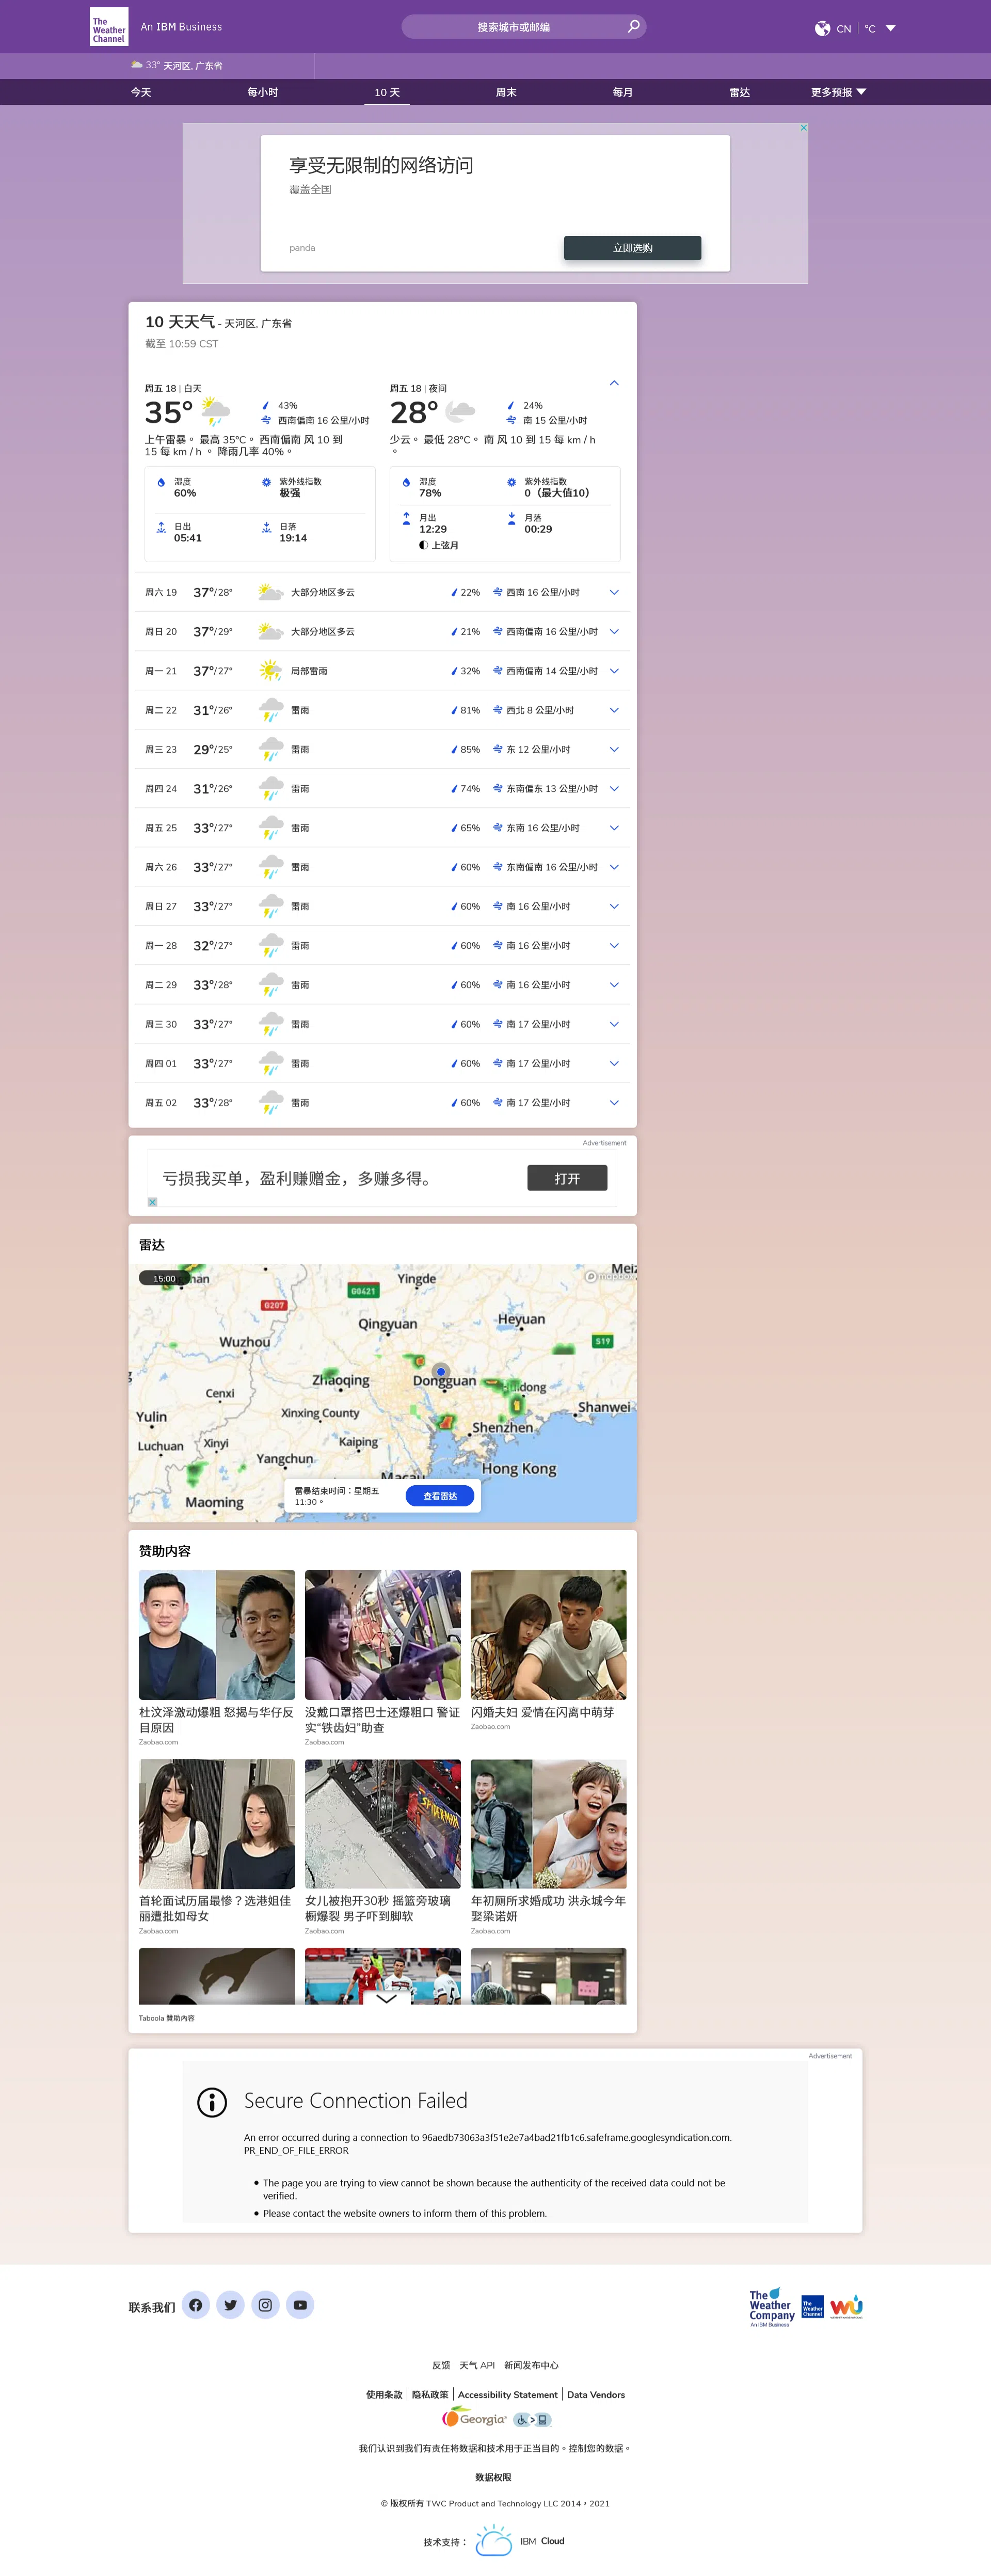 The
Weather
Channel
An IBM Business
搜索城市或邮编
CN
°C
33° 天河区, 广东省
今天
每小时
10 天
周末
每月
雷达
更多预报
享受无限制的网络访问
覆盖全国
panda
立即选购
10 天天气 - 天河区, 广东省
截至 10:59 CST
周五 18 | 白天
35°
43%
西南偏南 16 公里/小时
上午雷暴。 最高 35°C。 西南偏南 风 10 到
15 每 km / h 。 降雨几率 40%。
湿度
60%
紫外线指数
极强
日出
05:41
日落
19:14
周五 18 | 夜间
28°
24%
南 15 公里/小时
少云。 最低 28°C。 南 风 10 到 15 每 km / h
。
湿度
78%
紫外线指数
0（最大值10）
月出
12:29
上弦月
月落
00:29
周六 19 37°/28° 大部分地区多云 22% 西南 16 公里/小时
周日 20 37°/29° 大部分地区多云 21% 西南偏南 16 公里/小时
周一 21 37°/27° 局部雷雨 32% 西南偏南 14 公里/小时
周二 22 31°/26° 雷雨 81% 西北 8 公里/小时
周三 23 29°/25° 雷雨 85% 东 12 公里/小时
周四 24 31°/26° 雷雨 74% 东南偏东 13 公里/小时
周五 25 33°/27° 雷雨 65% 东南 16 公里/小时
周六 26 33°/27° 雷雨 60% 东南偏南 16 公里/小时
周日 27 33°/27° 雷雨 60% 南 16 公里/小时
周一 28 32°/27° 雷雨 60% 南 16 公里/小时
周二 29 33°/28° 雷雨 60% 南 16 公里/小时
周三 30 33°/27° 雷雨 60% 南 17 公里/小时
周四 01 33°/27° 雷雨 60% 南 17 公里/小时
周五 02 33°/28° 雷雨 60% 南 17 公里/小时
Advertisement
亏损我买单，盈利赚赠金，多赚多得。
打开
雷达
15:00
Yingde
mapbox
G0421
G207
Qingyuan
Heyuan
S19
Wuzhou
Zhaoqing
Dongguan
Cenxi
Shanwei
Yulin
Xinxing County
Shenzhen
Luchuan
Xinyi
Kaiping
Yangchun
Hong Kong
Macau
Maoming
雷暴结束时间：星期五
11:30。
查看雷达
赞助内容
杜汶泽激动爆粗 怒揭与华仔反
目原因
Zaobao.com
没戴口罩搭巴士还爆粗口 警证
实“铁齿妇”助查
Zaobao.com
闪婚夫妇 爱情在闪离中萌芽
Zaobao.com
SPIDER-MAN
首轮面试历届最惨？选港姐佳
丽遭批如母女
Zaobao.com
女儿被抱开30秒 摇篮旁玻璃
橱爆裂 男子吓到脚软
Zaobao.com
年初厕所求婚成功 洪永城今年
娶梁诺妍
Zaobao.com
Taboola 贊助內容
Advertisement
Secure Connection Failed
An error occurred during a connection to 96aedb73063a3f51e2e7a4bad21fb1c6.safeframe.googlesyndication.com.
PR_END_OF_FILE_ERROR
The page you are trying to view cannot be shown because the authenticity of the received data could not be
verified.
Please contact the website owners to inform them of this problem.
联系我们
The
Weather
Company
An IBM Business
The
Weather
Channel
反馈 天气 API 新闻发布中心
使用条款 隐私政策 Accessibility Statement Data Vendors
Georgia
我们认识到我们有责任将数据和技术用于正当目的。控制您的数据。
数据权限
© 版权所有 TWC Product and Technology LLC 2014，2021
技术支持：
IBM Cloud